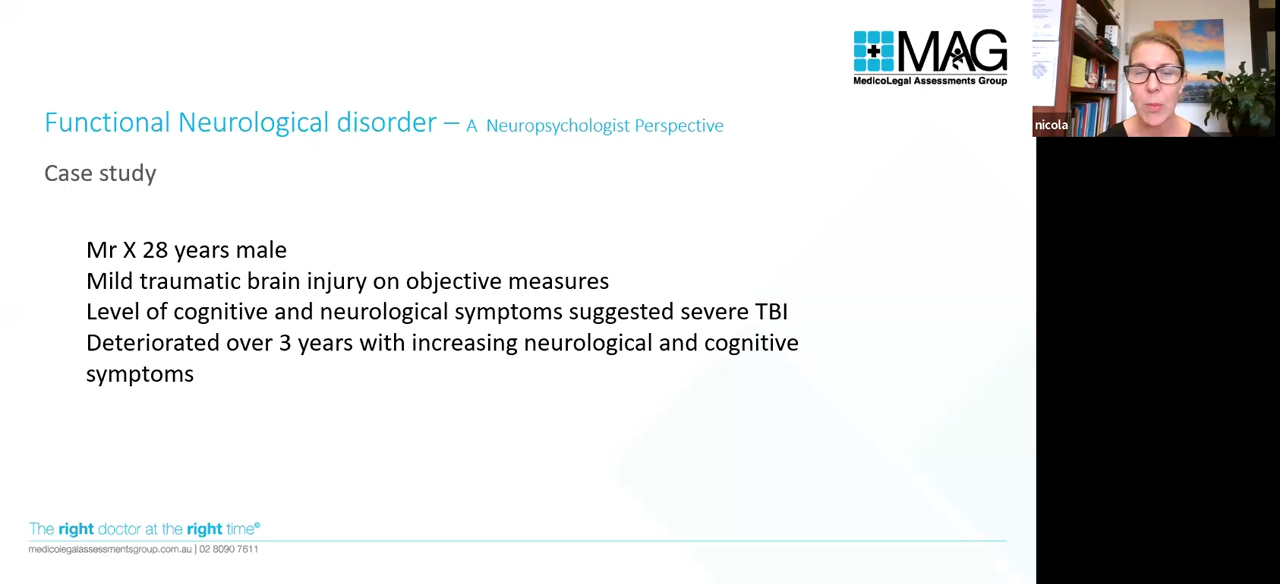 MAG
MedicoLegal Assessments Group
nicola
Functional Neurological disorder – A Neuropsychologist Perspective
Case study
Mr X 28 years male
Mild traumatic brain injury on objective measures
Level of cognitive and neurological symptoms suggested severe TBI
Deteriorated over 3 years with increasing neurological and cognitive
symptoms
The right doctor at the right time©
medicolegalassessmentsgroup.com.au | 02 8090 7611